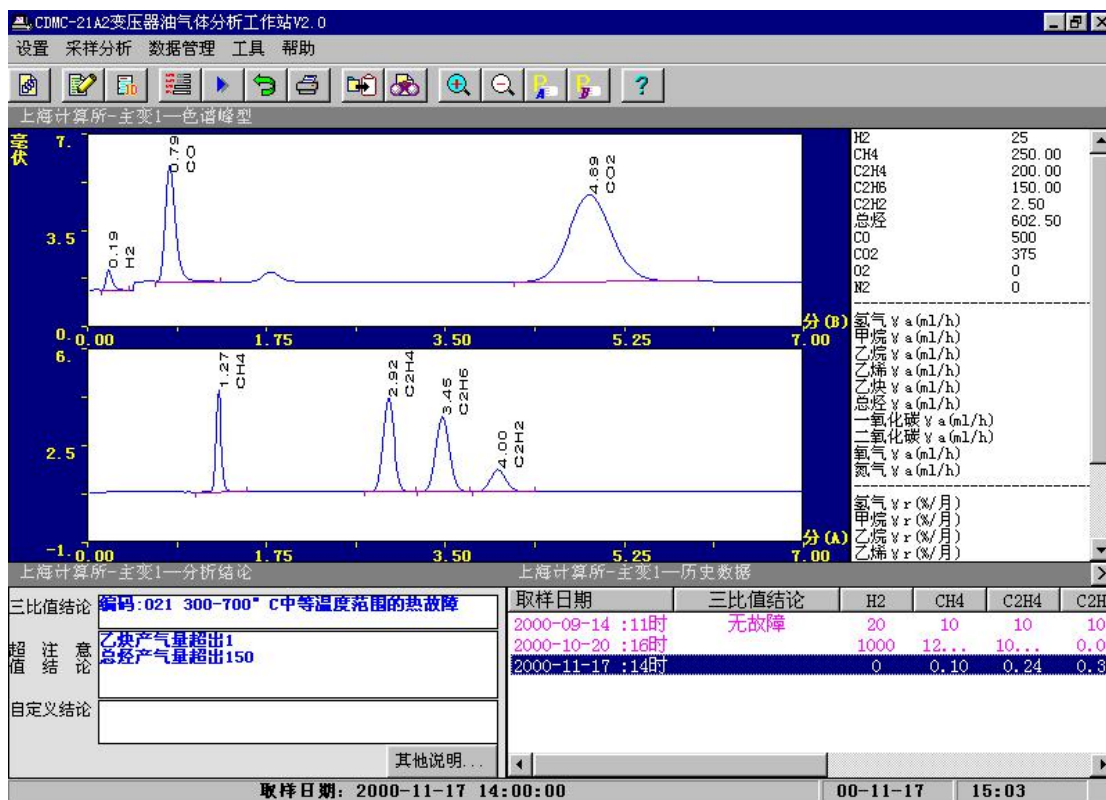 CDMC-21A2变压器油气体分析工作站V2.0
设置 采样分析 数据管理 工具 帮助
上海计算所-主变1—色谱峰型
毫伏
7.
3.5
0.
0.19 H2
0.79 CO
4.89 CO2
0.00 1.75 3.50 5.25 7.00
分(B)
6.
2.5
-1.
1.27 CH4
2.92 C2H4
3.45 C2H6
4.00 C2H2
0.00 1.75 3.50 5.25 7.00
分(A)
H2 25
CH4 250.00
C2H4 200.00
C2H6 150.00
C2H2 2.50
总烃 602.50
CO 500
CO2 375
O2 0
N2 0
氢气γa(ml/h)
甲烷γa(ml/h)
乙烷γa(ml/h)
乙烯γa(ml/h)
乙炔γa(ml/h)
总烃γa(ml/h)
一氧化碳γa(ml/h)
二氧化碳γa(ml/h)
氧气γa(ml/h)
氮气γa(ml/h)
氢气γr(%/月)
甲烷γr(%/月)
乙烷γr(%/月)
乙烯γr(%/月)
上海计算所-主变1—分析结论
三比值结论 编码:021 300-700°C中等温度范围的热故障
超注意值结论
乙炔产气量超出1
总烃产气量超出150
自定义结论
其他说明...
上海计算所-主变1—历史数据
取样日期 三比值结论 H2 CH4 C2H4 C2H
2000-09-14 :11时 无故障 20 10 10 10
2000-10-20 :16时 1000 12... 10... 0.0
2000-11-17 :14时 0 0.10 0.24 0.3
取样日期: 2000-11-17 14:00:00 00-11-17 15:03